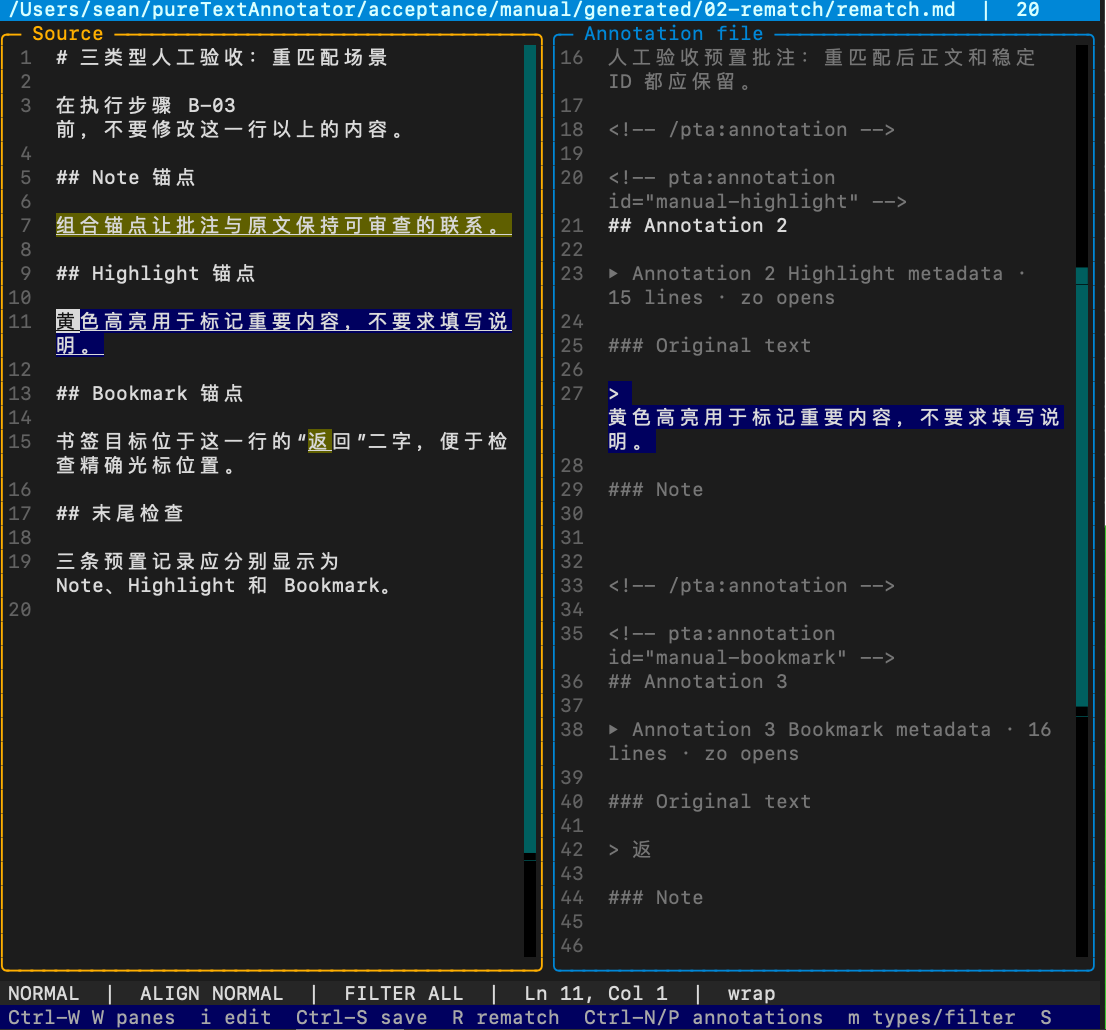 /Users/sean/pureTextAnnotator/acceptance/manual/generated/02-rematch/rematch.md | 20
Source
1 # 三类型人工验收：重匹配场景
2
3 在执行步骤 B-03
前，不要修改这一行以上的内容。
4
5 ## Note 锚点
6
7 组合锚点让批注与原文保持可审查的联系。
8
9 ## Highlight 锚点
10
11 黄色高亮用于标记重要内容，不要求填写说
明。
12
13 ## Bookmark 锚点
14
15 书签目标位于这一行的“返回”二字，便于检
查精确光标位置。
16
17 ## 末尾检查
18
19 三条预置记录应分别显示为
Note、Highlight 和 Bookmark。
20
Annotation file
16 人工验收预置批注：重匹配后正文和稳定
ID 都应保留。
17
18 <!-- /pta:annotation -->
19
20 <!-- pta:annotation
id="manual-highlight" -->
21 ## Annotation 2
22
23 ▶ Annotation 2 Highlight metadata ·
15 lines · zo opens
24
25 ### Original text
26
27 >
黄色高亮用于标记重要内容，不要求填写说
明。
28
29 ### Note
30
31
32
33 <!-- /pta:annotation -->
34
35 <!-- pta:annotation
id="manual-bookmark" -->
36 ## Annotation 3
37
38 ▶ Annotation 3 Bookmark metadata · 16
lines · zo opens
39
40 ### Original text
41
42 > 返
43
44 ### Note
45
46
NORMAL | ALIGN NORMAL | FILTER ALL | Ln 11, Col 1 | wrap
Ctrl-W W panes i edit Ctrl-S save R rematch Ctrl-N/P annotations m types/filter S